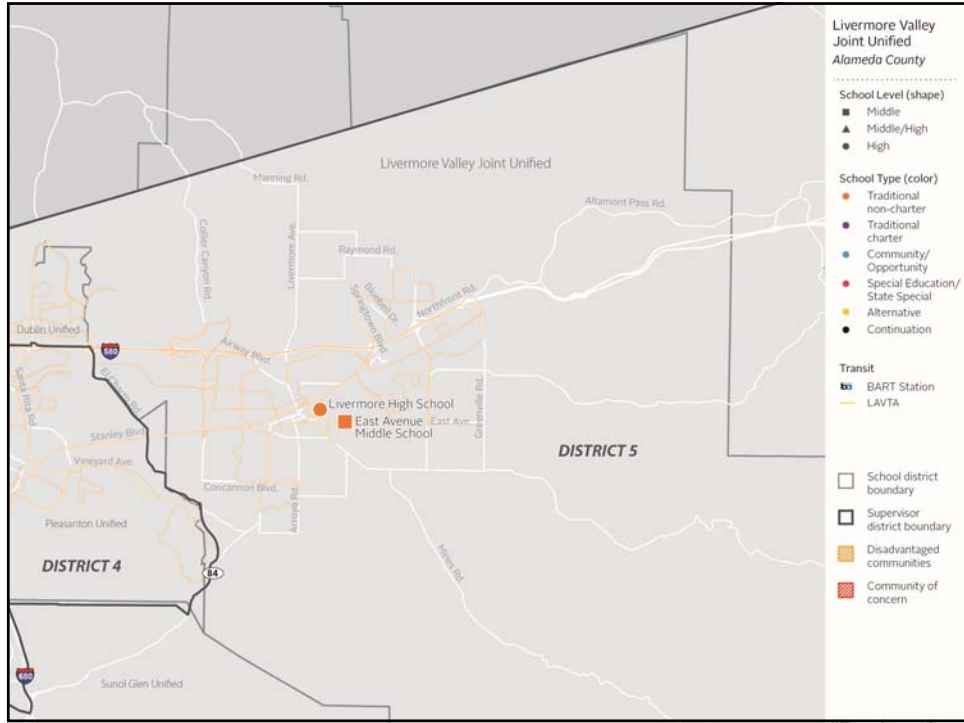 Livermore Valley Joint Unified
Manning Rd.
Altamont Pass Rd.
Collier Canyon Rd.
Livermore Ave.
Raymond Rd.
Bluebell Dr.
Springtown Blvd.
Northfront Rd.
Dublin Unified
580
Airway Blvd.
Santa Rita Rd.
El Charro Rd.
Livermore High School
East Avenue
Middle School
East Ave.
Greenville Rd.
Stanley Blvd.
Vineyard Ave.
DISTRICT 5
Concannon Blvd.
Arroyo Rd.
Pleasanton Unified
DISTRICT 4
84
Mines Rd.
680
Sunol Glen Unified
Livermore Valley
Joint Unified
Alameda County
School Level (shape)
Middle
Middle/High
High
School Type (color)
Traditional
non-charter
Traditional
charter
Community/
Opportunity
Special Education/
State Special
Alternative
Continuation
Transit
ba BART Station
LAVTA
School district
boundary
Supervisor
district boundary
Disadvantaged
communities
Community of
concern